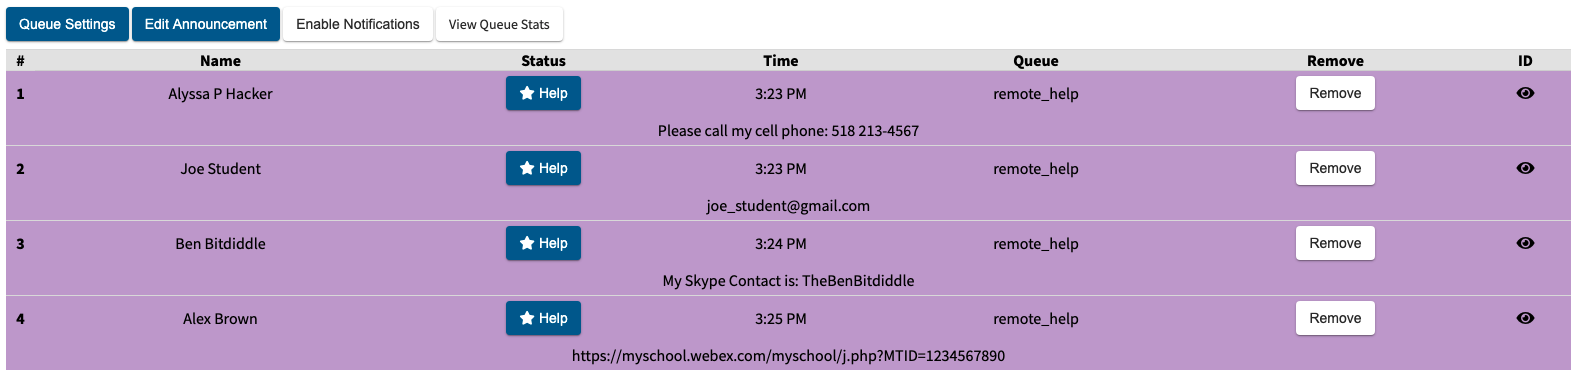 Queue Settings Edit Announcement Enable Notifications View Queue Stats
# Name Status Time Queue Remove ID
1 Alyssa P Hacker Help 3:23 PM remote_help Remove
Please call my cell phone: 518 213-4567
2 Joe Student Help 3:23 PM remote_help Remove
joe_student@gmail.com
3 Ben Bitdiddle Help 3:24 PM remote_help Remove
My Skype Contact is: TheBenBitdiddle
4 Alex Brown Help 3:25 PM remote_help Remove
https://myschool.webex.com/myschool/j.php?MTID=1234567890